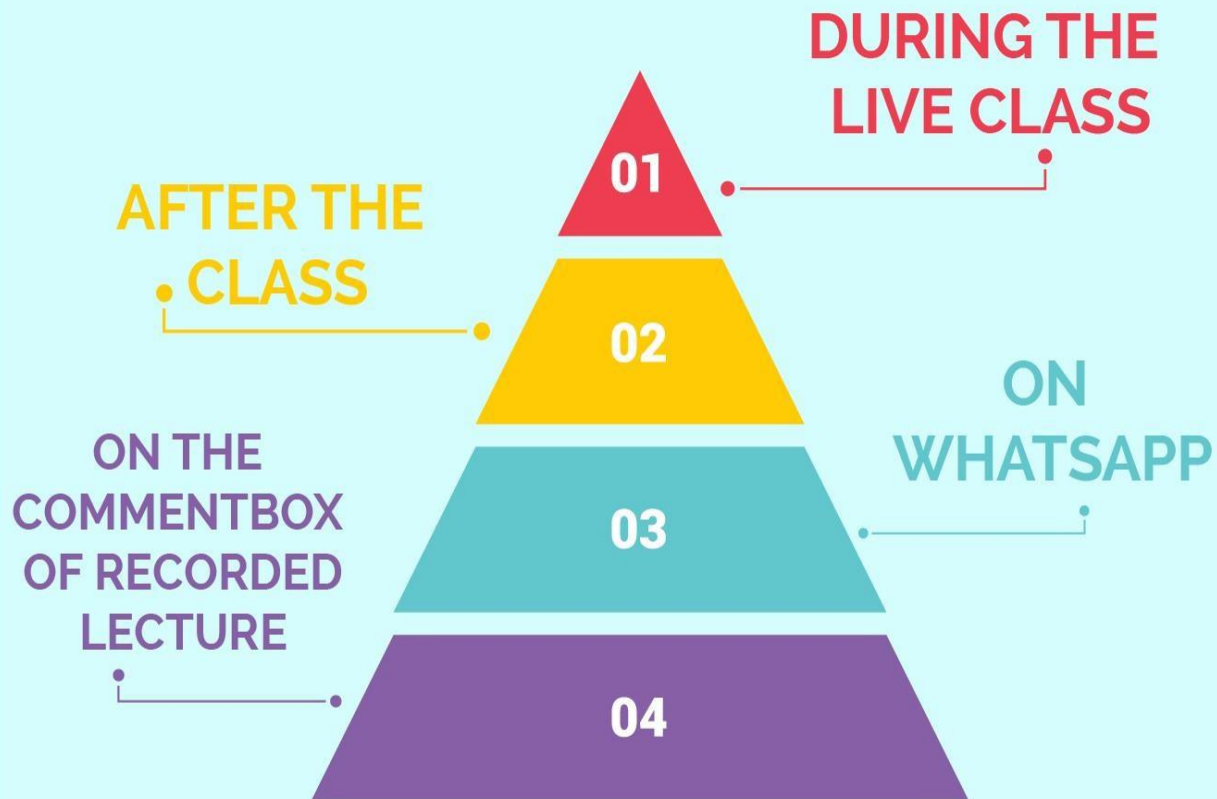 DURING THE
LIVE CLASS
01
AFTER THE
CLASS
02
ON
WHATSAPP
03
ON THE
COMMENTBOX
OF RECORDED
LECTURE
04